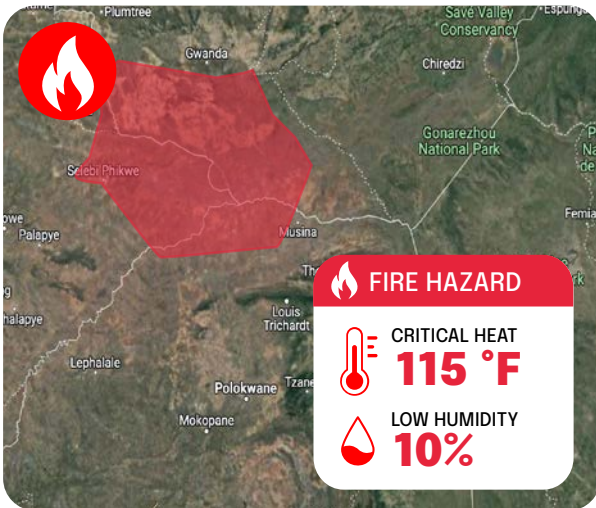 Plumtree
Save Valley
Conservancy
Gwanda
Chiredzi
Gonarezhou
National Park
Selebi Phikwe
Palapye
Musina
Louis
Trichardt
Lephalale
Polokwane
Mokopane
FIRE HAZARD
CRITICAL HEAT
115 °F
LOW HUMIDITY
10%